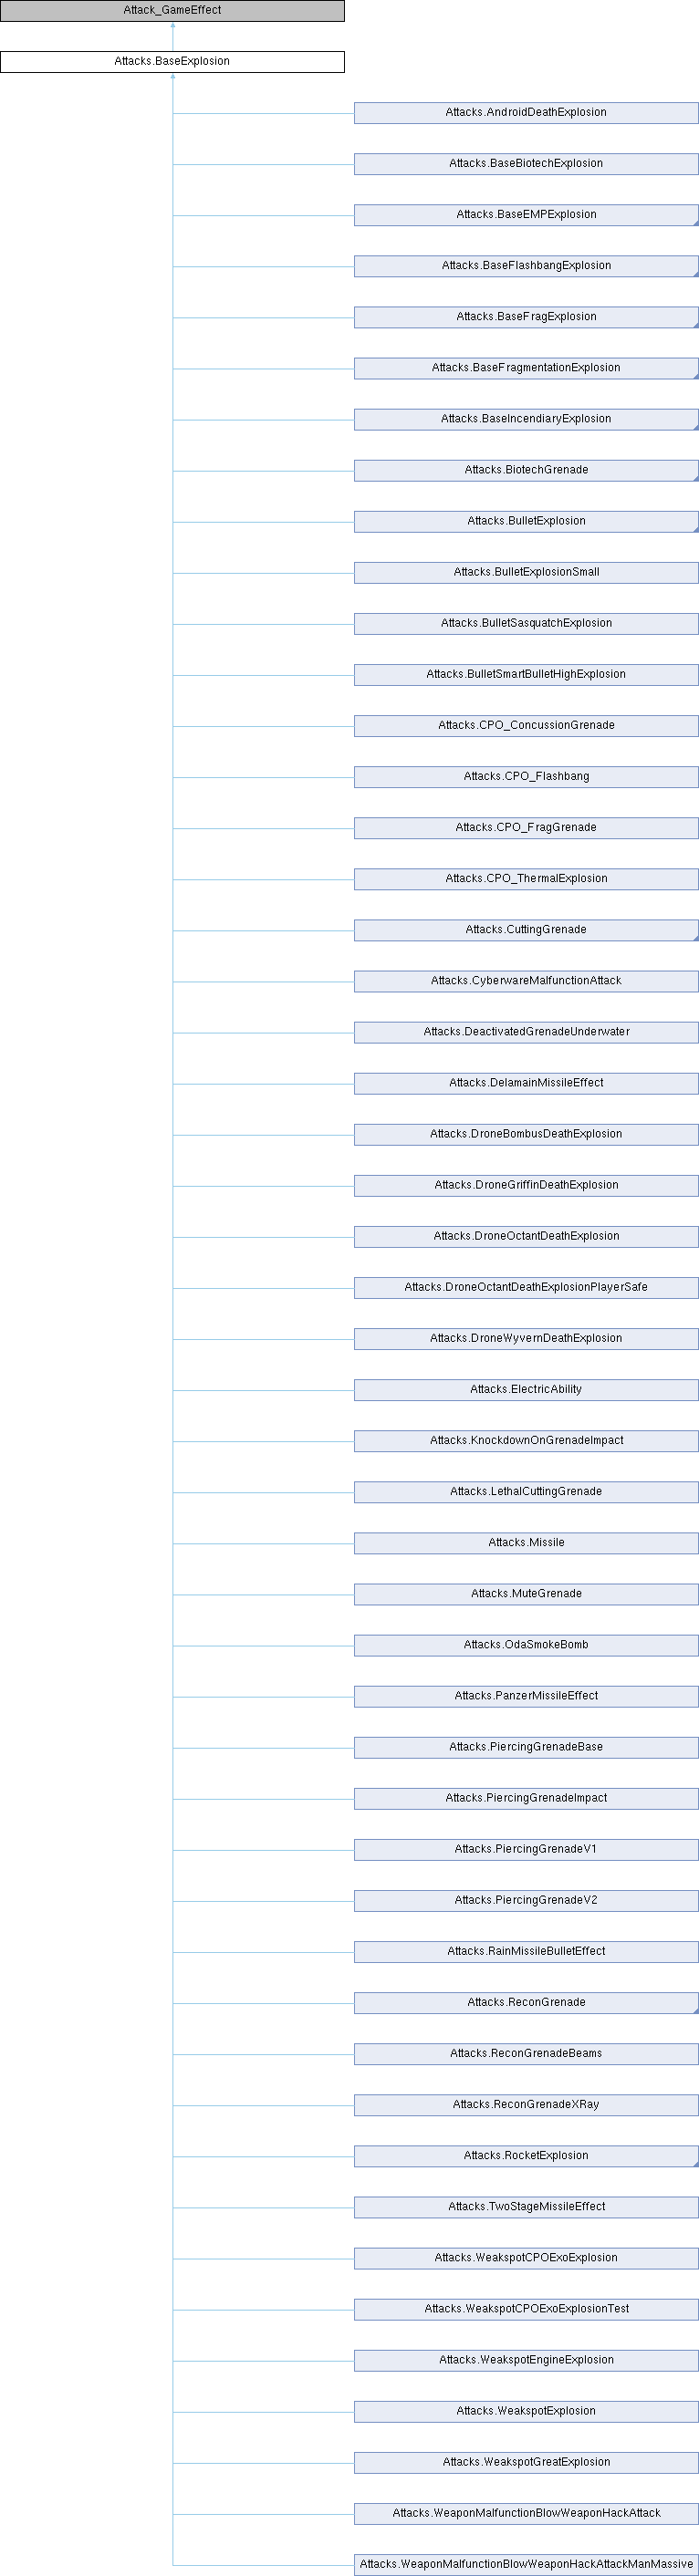 Attack_GameEffect
Attacks.BaseExplosion
Attacks.AndroidDeathExplosion
Attacks.BaseBiotechExplosion
Attacks.BaseEMPExplosion
Attacks.BaseFlashbangExplosion
Attacks.BaseFragExplosion
Attacks.BaseFragmentationExplosion
Attacks.BaseIncendiaryExplosion
Attacks.BiotechGrenade
Attacks.BulletExplosion
Attacks.BulletExplosionSmall
Attacks.BulletSasquatchExplosion
Attacks.BulletSmartBulletHighExplosion
Attacks.CPO_ConcussionGrenade
Attacks.CPO_Flashbang
Attacks.CPO_FragGrenade
Attacks.CPO_ThermalExplosion
Attacks.CuttingGrenade
Attacks.CyberwareMalfunctionAttack
Attacks.DeactivatedGrenadeUnderwater
Attacks.DelamainMissileEffect
Attacks.DroneBombusDeathExplosion
Attacks.DroneGriffinDeathExplosion
Attacks.DroneOctantDeathExplosion
Attacks.DroneOctantDeathExplosionPlayerSafe
Attacks.DroneWyvernDeathExplosion
Attacks.ElectricAbility
Attacks.KnockdownOnGrenadeImpact
Attacks.LethalCuttingGrenade
Attacks.Missile
Attacks.MuteGrenade
Attacks.OdaSmokeBomb
Attacks.PanzerMissileEffect
Attacks.PiercingGrenadeBase
Attacks.PiercingGrenadeImpact
Attacks.PiercingGrenadeV1
Attacks.PiercingGrenadeV2
Attacks.RainMissileBulletEffect
Attacks.ReconGrenade
Attacks.ReconGrenadeBeams
Attacks.ReconGrenadeXRay
Attacks.RocketExplosion
Attacks.TwoStageMissileEffect
Attacks.WeakspotCPOExoExplosion
Attacks.WeakspotCPOExoExplosionTest
Attacks.WeakspotEngineExplosion
Attacks.WeakspotExplosion
Attacks.WeakspotGreatExplosion
Attacks.WeaponMalfunctionBlowWeaponHackAttack
Attacks.WeaponMalfunctionBlowWeaponHackAttackManMassive